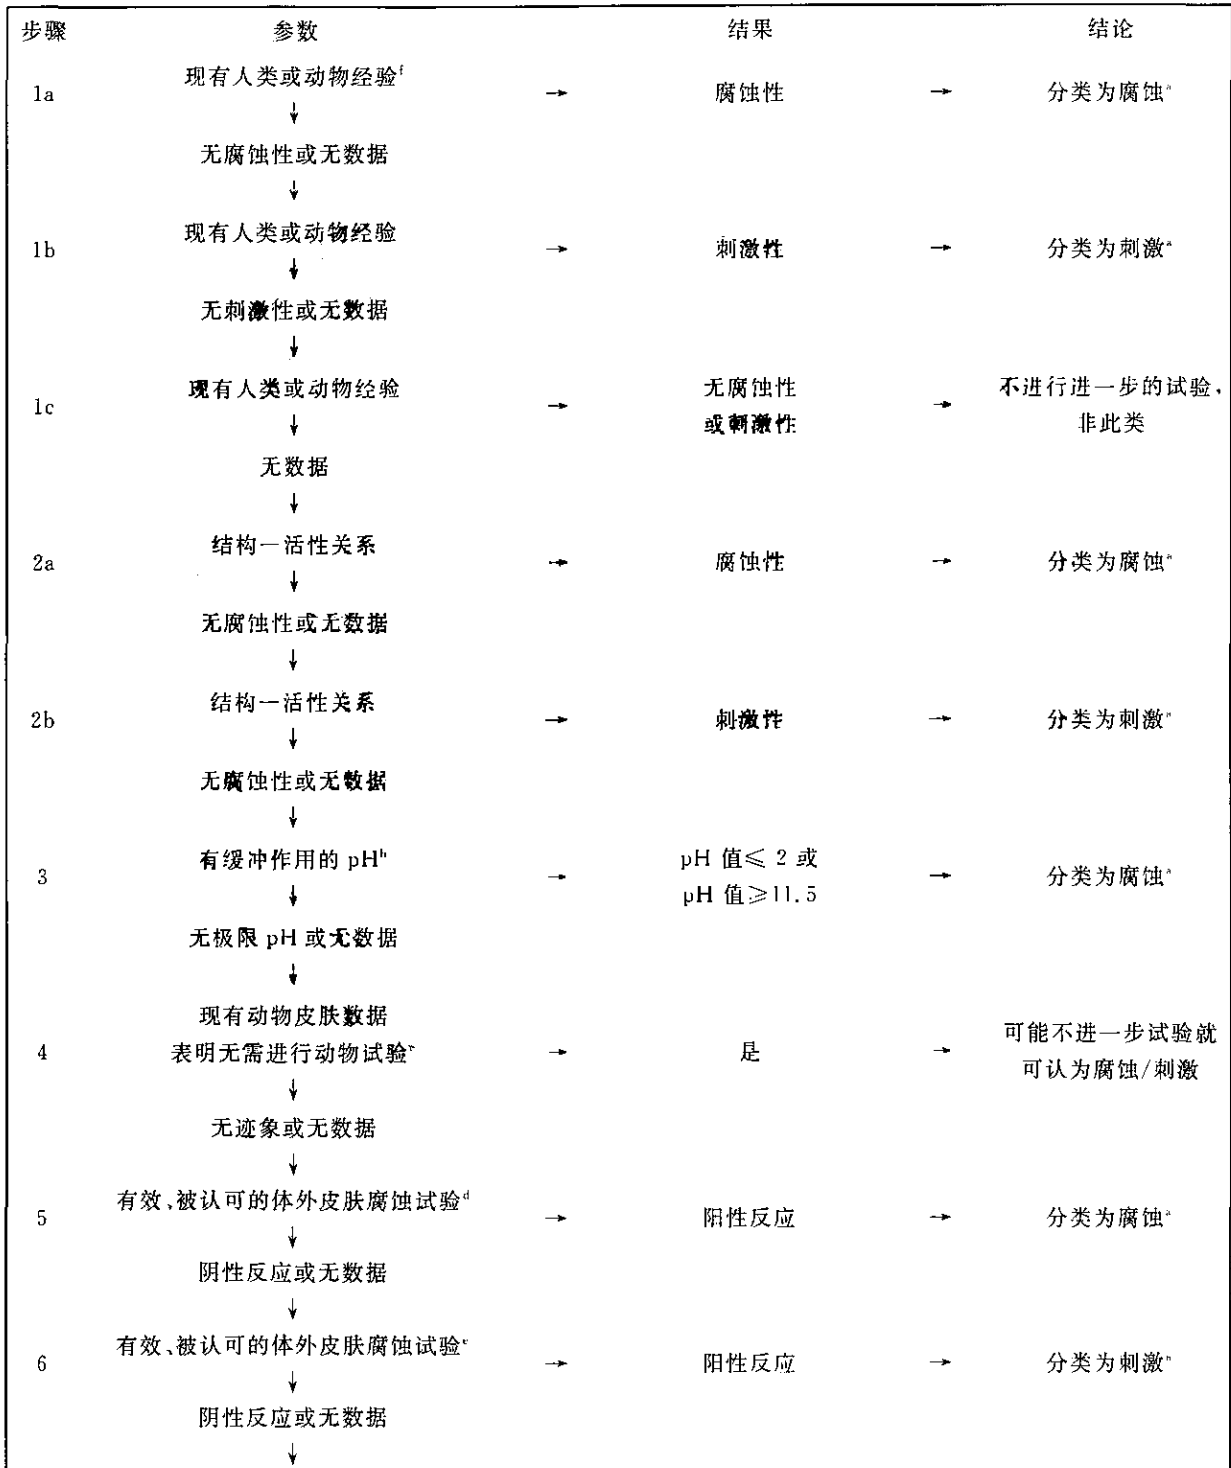 步骤 参数 结果 结论
现有人类或动物经验f
1a → 腐蚀性 → 分类为腐蚀a
↓
无腐蚀性或无数据
↓
现有人类或动物经验
1b → 刺激性 → 分类为刺激a
↓
无刺激性或无数据
↓
现有人类或动物经验 无腐蚀性 不进行进一步的试验,
1c → 或刺激性 → 非此类
↓
无数据
↓
结构一活性关系
2a → 腐蚀性 → 分类为腐蚀a
↓
无腐蚀性或无数据
↓
结构一活性关系
2b → 刺激性 → 分类为刺激a
↓
无腐蚀性或无数据
↓
有缓冲作用的 pHb pH 值≤ 2 或
3 → pH 值≥11.5 → 分类为腐蚀a
↓
无极限 pH 或无数据
↓
现有动物皮肤数据 可能不进一步试验就
4 表明无需进行动物试验c → 是 → 可认为腐蚀/刺激
↓
无迹象或无数据
↓
有效、被认可的体外皮肤腐蚀试验d
5 → 阳性反应 → 分类为腐蚀a
↓
阴性反应或无数据
↓
有效、被认可的体外皮肤腐蚀试验e
6 → 阳性反应 → 分类为刺激a
↓
阴性反应或无数据
↓